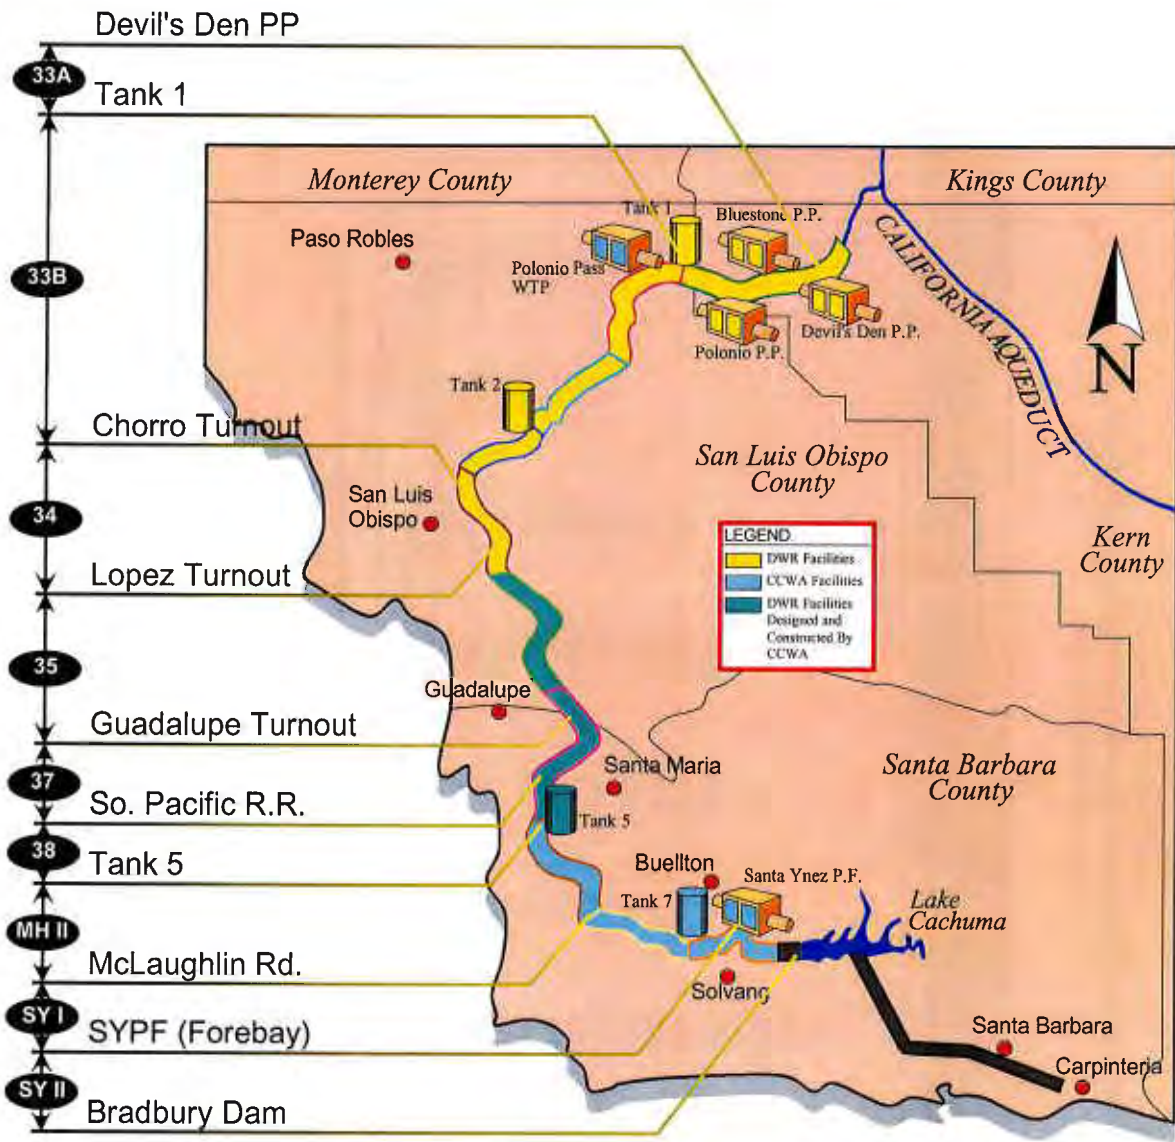 Devil's Den PP
33A
Tank 1
Monterey County
Kings County
Tank 1
Bluestone P.P.
Paso Robles
Polonio Pass
WTP
33B
CALIFORNIA AQUEDUCT
Devil's Den P.P.
Polonio P.P.
N
Tank 2
Chorro Turnout
San Luis Obispo
County
San Luis
Obispo
34
LEGEND
DWR Facilities
CCWA Facilities
DWR Facilities
Designed and
Constructed By
CCWA
Kern
County
Lopez Turnout
35
Guadalupe
Guadalupe Turnout
Santa Maria
Santa Barbara
County
37
So. Pacific R.R.
Tank 5
38
Tank 5
Buellton
Santa Ynez P.F.
Tank 7
Lake
Cachuma
MH II
McLaughlin Rd.
Solvang
SY I
SYPF (Forebay)
Santa Barbara
Carpinteria
SY II
Bradbury Dam